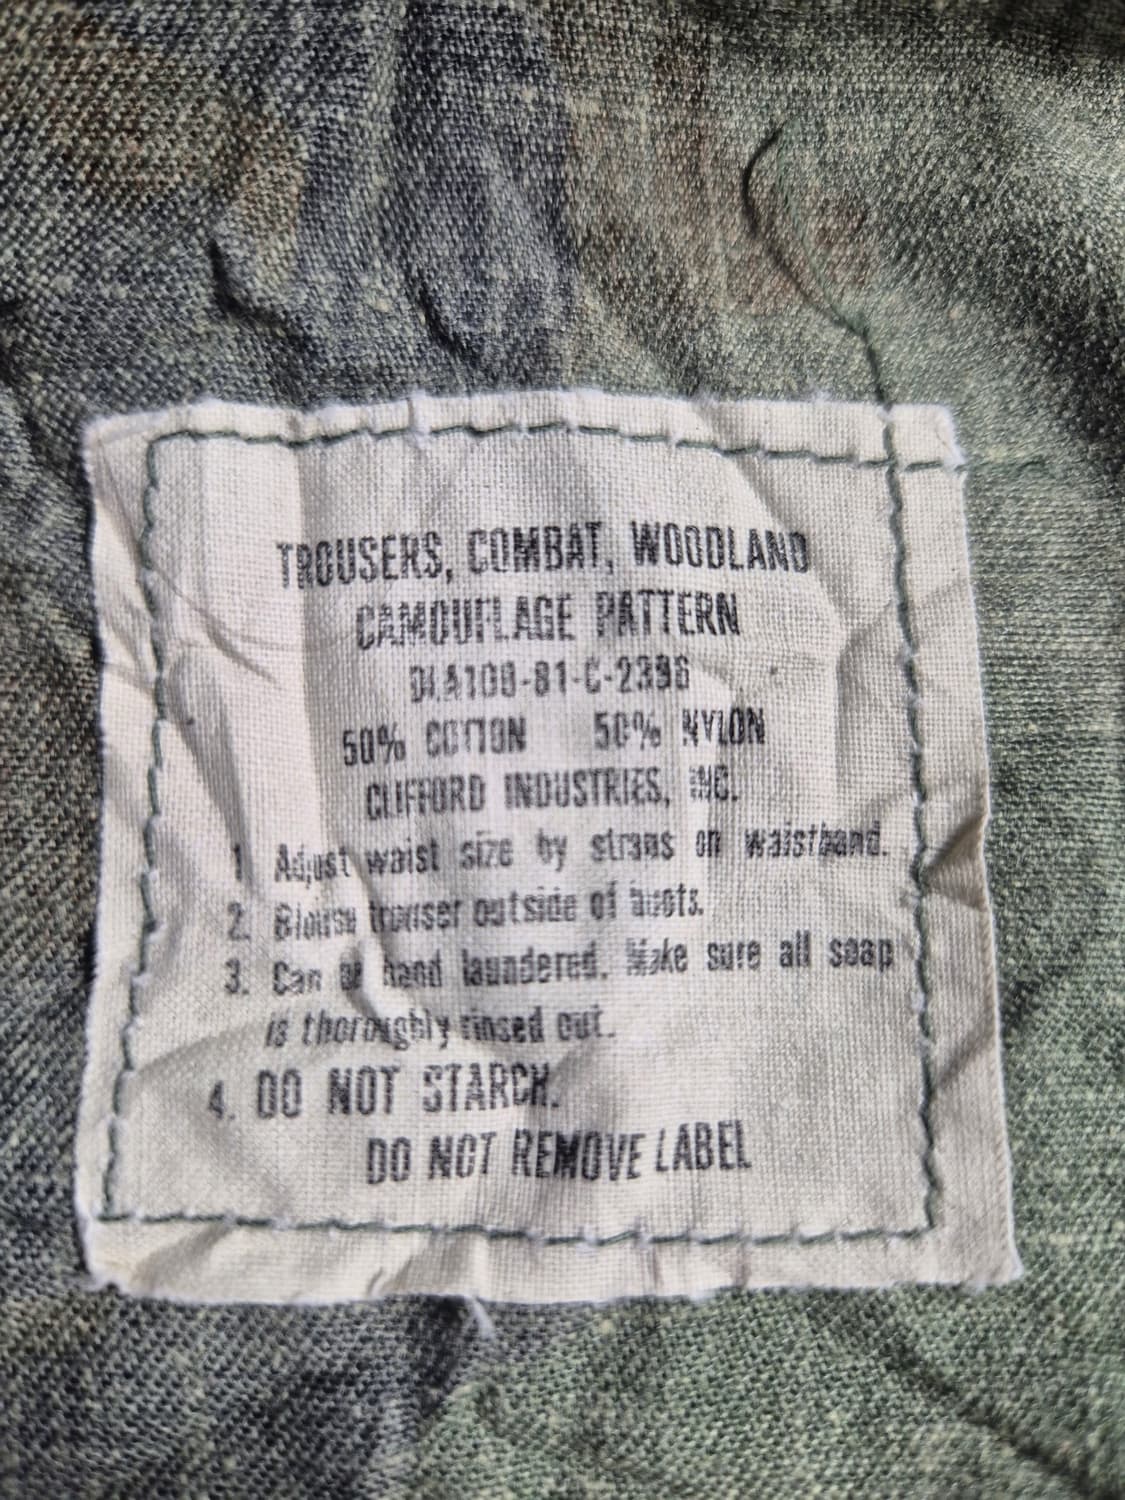 TROUSERS, COMBAT, WOODLAND
CAMOUFLAGE PATTERN
DLA100-81-C-2396
50% COTTON 50% NYLON
CLIFFORD INDUSTRIES, INC.
1. Adjust waist size by straps on waistband.
2. Blouse trouser outside of boots.
3. Can be hand laundered. Make sure all soap
is thoroughly rinsed out.
4. DO NOT STARCH.
DO NOT REMOVE LABEL